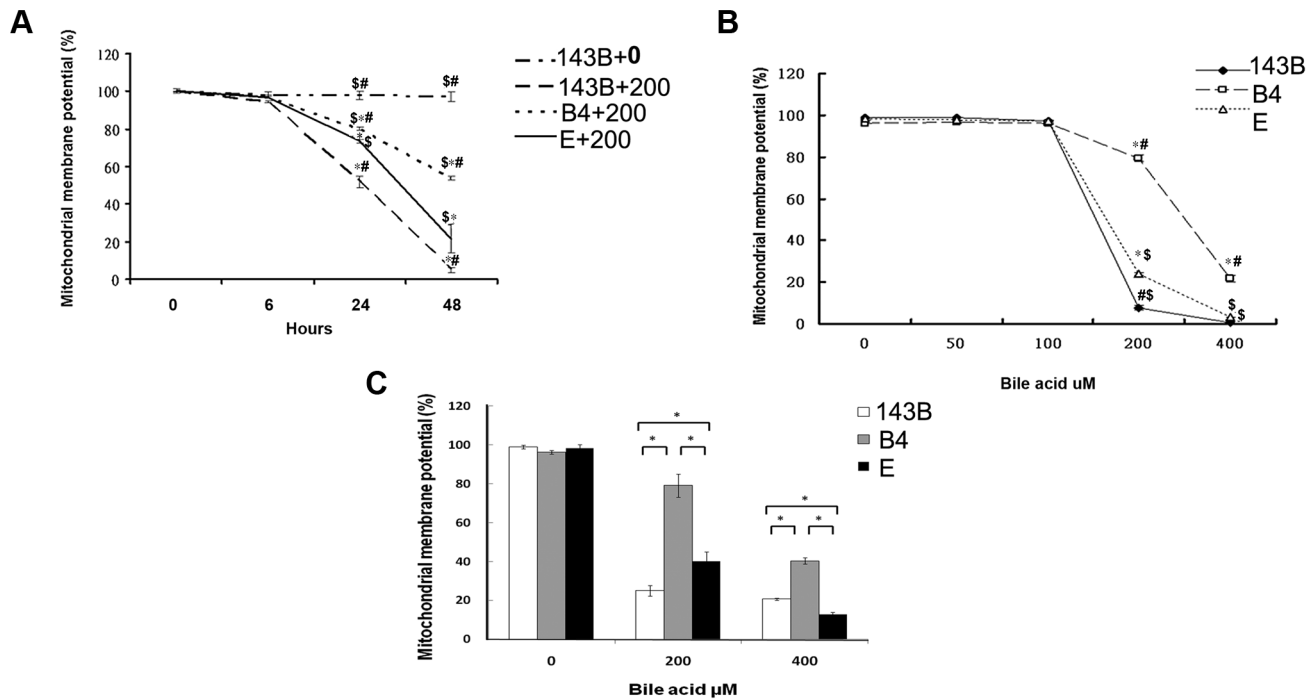 A
Mitochondrial membrane potential (%)
120
100
80
60
40
20
0
0 6 24 48
Hours
$# $#
$*# *$ *#
$*# $* *#
143B+0
143B+200
B4+200
E+200
B
Mitochondrial membrane potential (%)
120
100
80
60
40
20
0
0 50 100 200 400
Bile acid uM
*# *$ #$
*# $ $
143B
B4
E
C
Mitochondrial membrane potential (%)
120
100
80
60
40
20
0
0 200 400
Bile acid µM
*
* *
*
* *
143B
B4
E